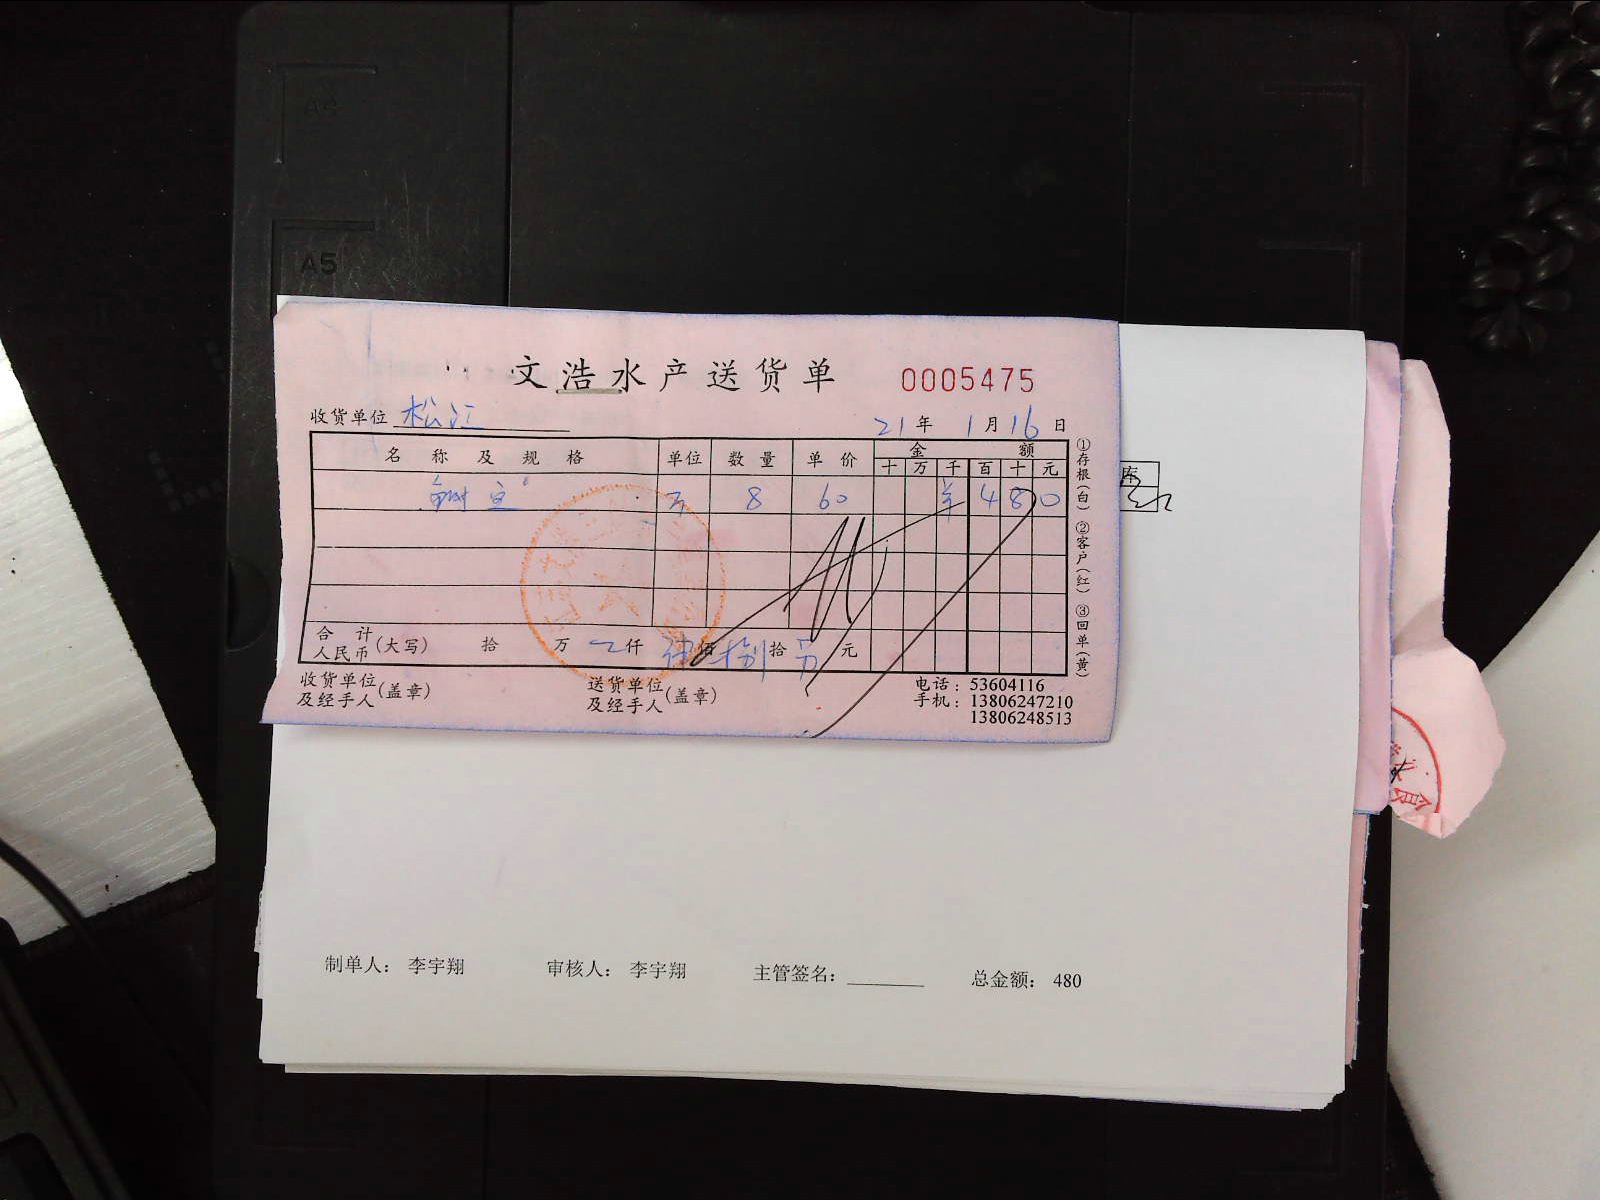 A4
A5
文浩水产送货单 0005475
收货单位 松江 21年 1月16日
名称及规格 单位 数量 单价 金额
十 万 千 百 十 元
8 60 4 8 0
合计
人民币(大写) 拾 万 仟 佰 捌拾 元
收货单位
及经手人(盖章)
送货单位
及经手人(盖章)
电话：53604116
手机：13806247210
13806248513
①存根(白) ②客户(红) ③回单(黄)
库
制单人： 李宇翔 审核人： 李宇翔 主管签名： 总金额： 480